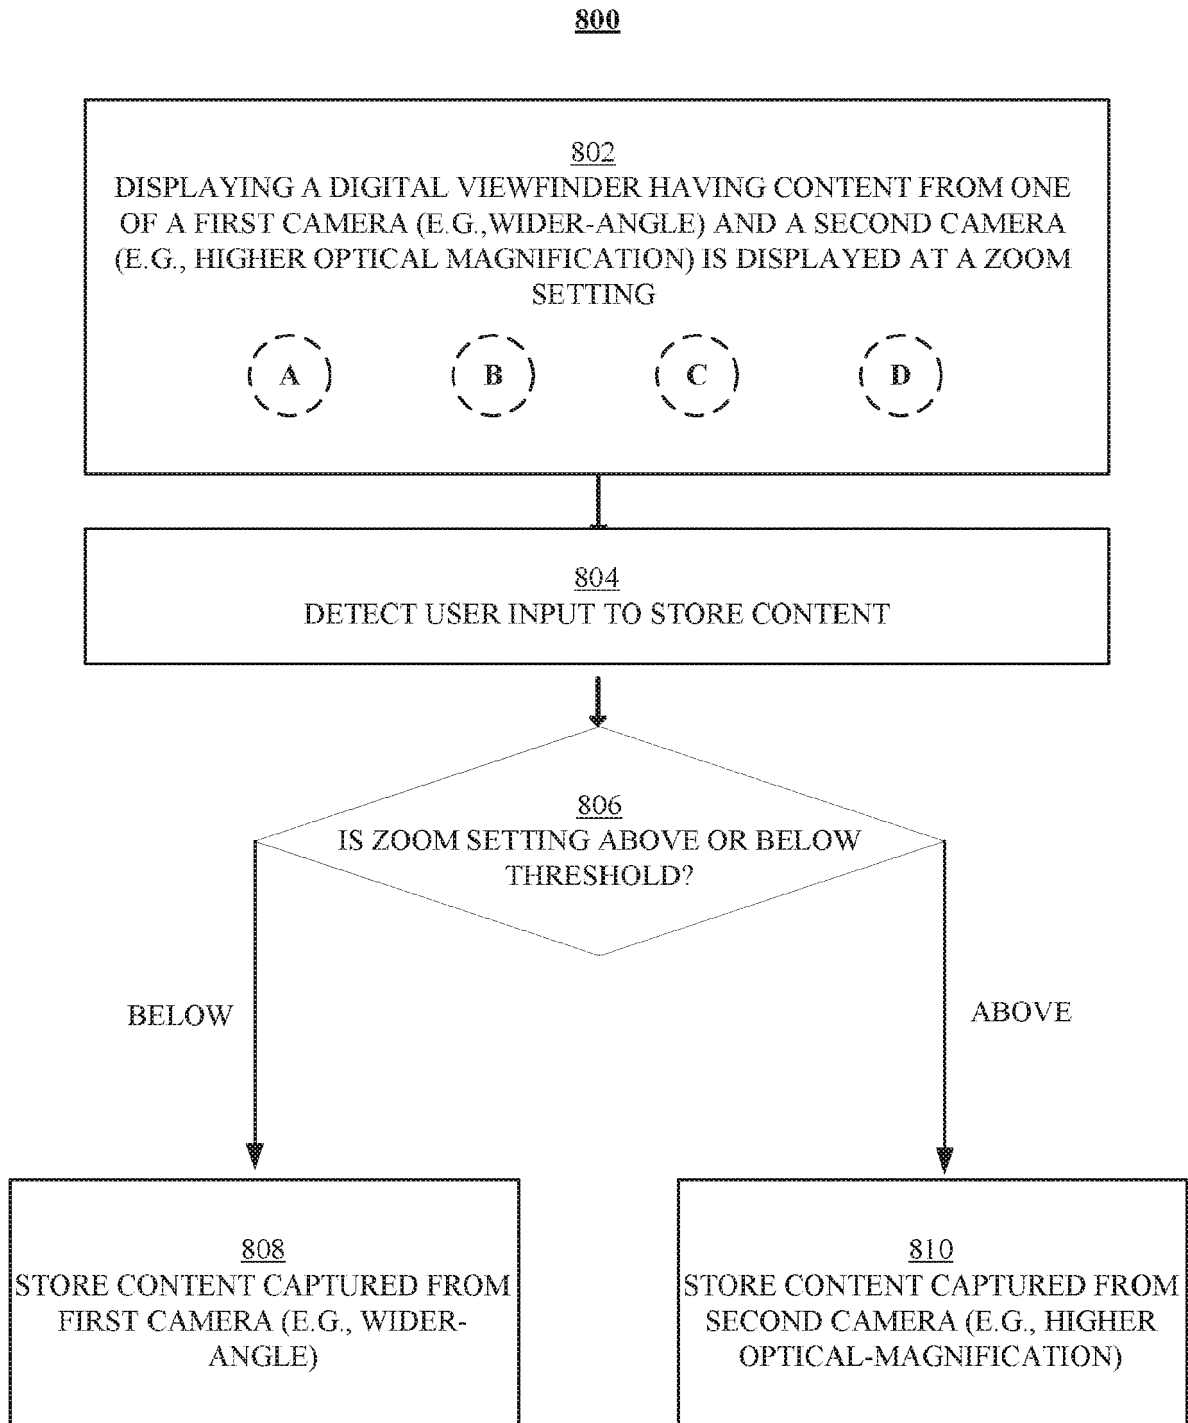 800
802
DISPLAYING A DIGITAL VIEWFINDER HAVING CONTENT FROM ONE
OF A FIRST CAMERA (E.G.,WIDER-ANGLE) AND A SECOND CAMERA
(E.G., HIGHER OPTICAL MAGNIFICATION) IS DISPLAYED AT A ZOOM
SETTING
A B C D
804
DETECT USER INPUT TO STORE CONTENT
806
IS ZOOM SETTING ABOVE OR BELOW
THRESHOLD?
BELOW
ABOVE
808
STORE CONTENT CAPTURED FROM
FIRST CAMERA (E.G., WIDER-
ANGLE)
810
STORE CONTENT CAPTURED FROM
SECOND CAMERA (E.G., HIGHER
OPTICAL-MAGNIFICATION)